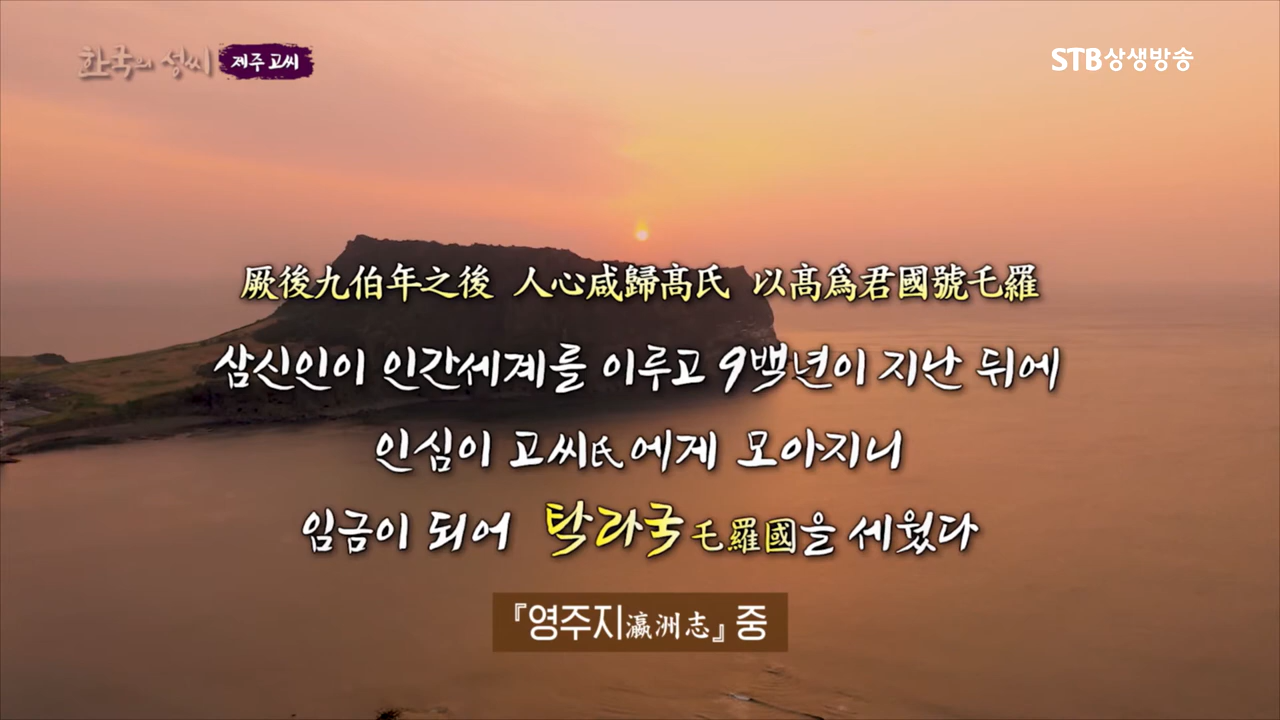 한국의 성씨 제주 고씨
STB상생방송
厥後九伯年之後 人心咸歸髙氏 以髙爲君國號乇羅
삼신인이 인간세계를 이루고 9백년이 지난 뒤에
인심이 고씨氏에게 모아지니
임금이 되어 탁라국乇羅國을 세웠다
『영주지瀛洲志』 중